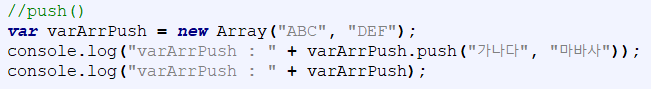 //push()
var varArrPush = new Array("ABC", "DEF");
console.log("varArrPush : " + varArrPush.push("가나다", "마바사"));
console.log("varArrPush : " + varArrPush);